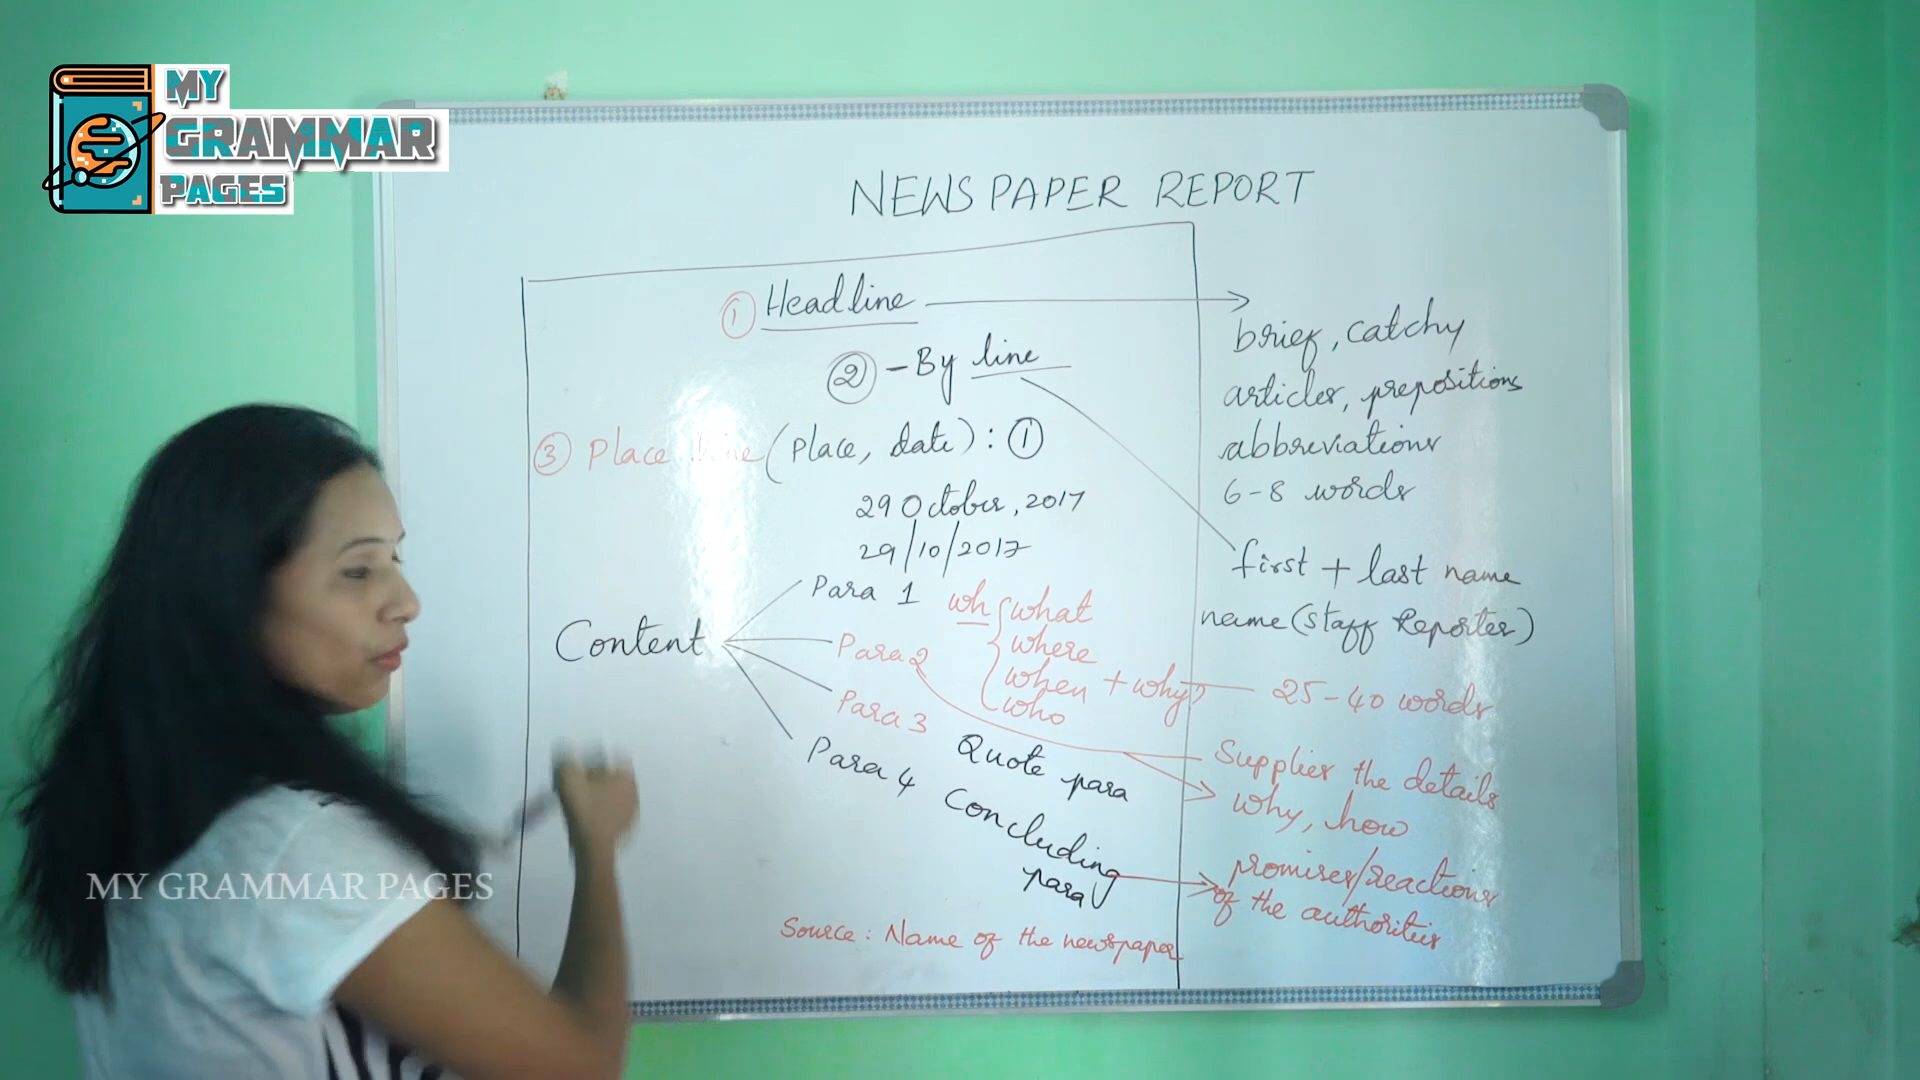 MY
GRAMMAR
PAGES
NEWSPAPER REPORT
① Headline
brief, catchy
articles, prepositions
abbreviations
6-8 words
② - By line
first + last name
name (Staff Reporter)
③ Place line (Place, date) : ①
29 October, 2017
29/10/2017
Content
Para 1 wh what
where
when + why?
who
25-40 words
Para 2
Supplies the details
why, how
Para 3 Quote para
Para 4 Concluding
para
promises/reactions
of the authorities
Source: Name of the newspaper
MY GRAMMAR PAGES